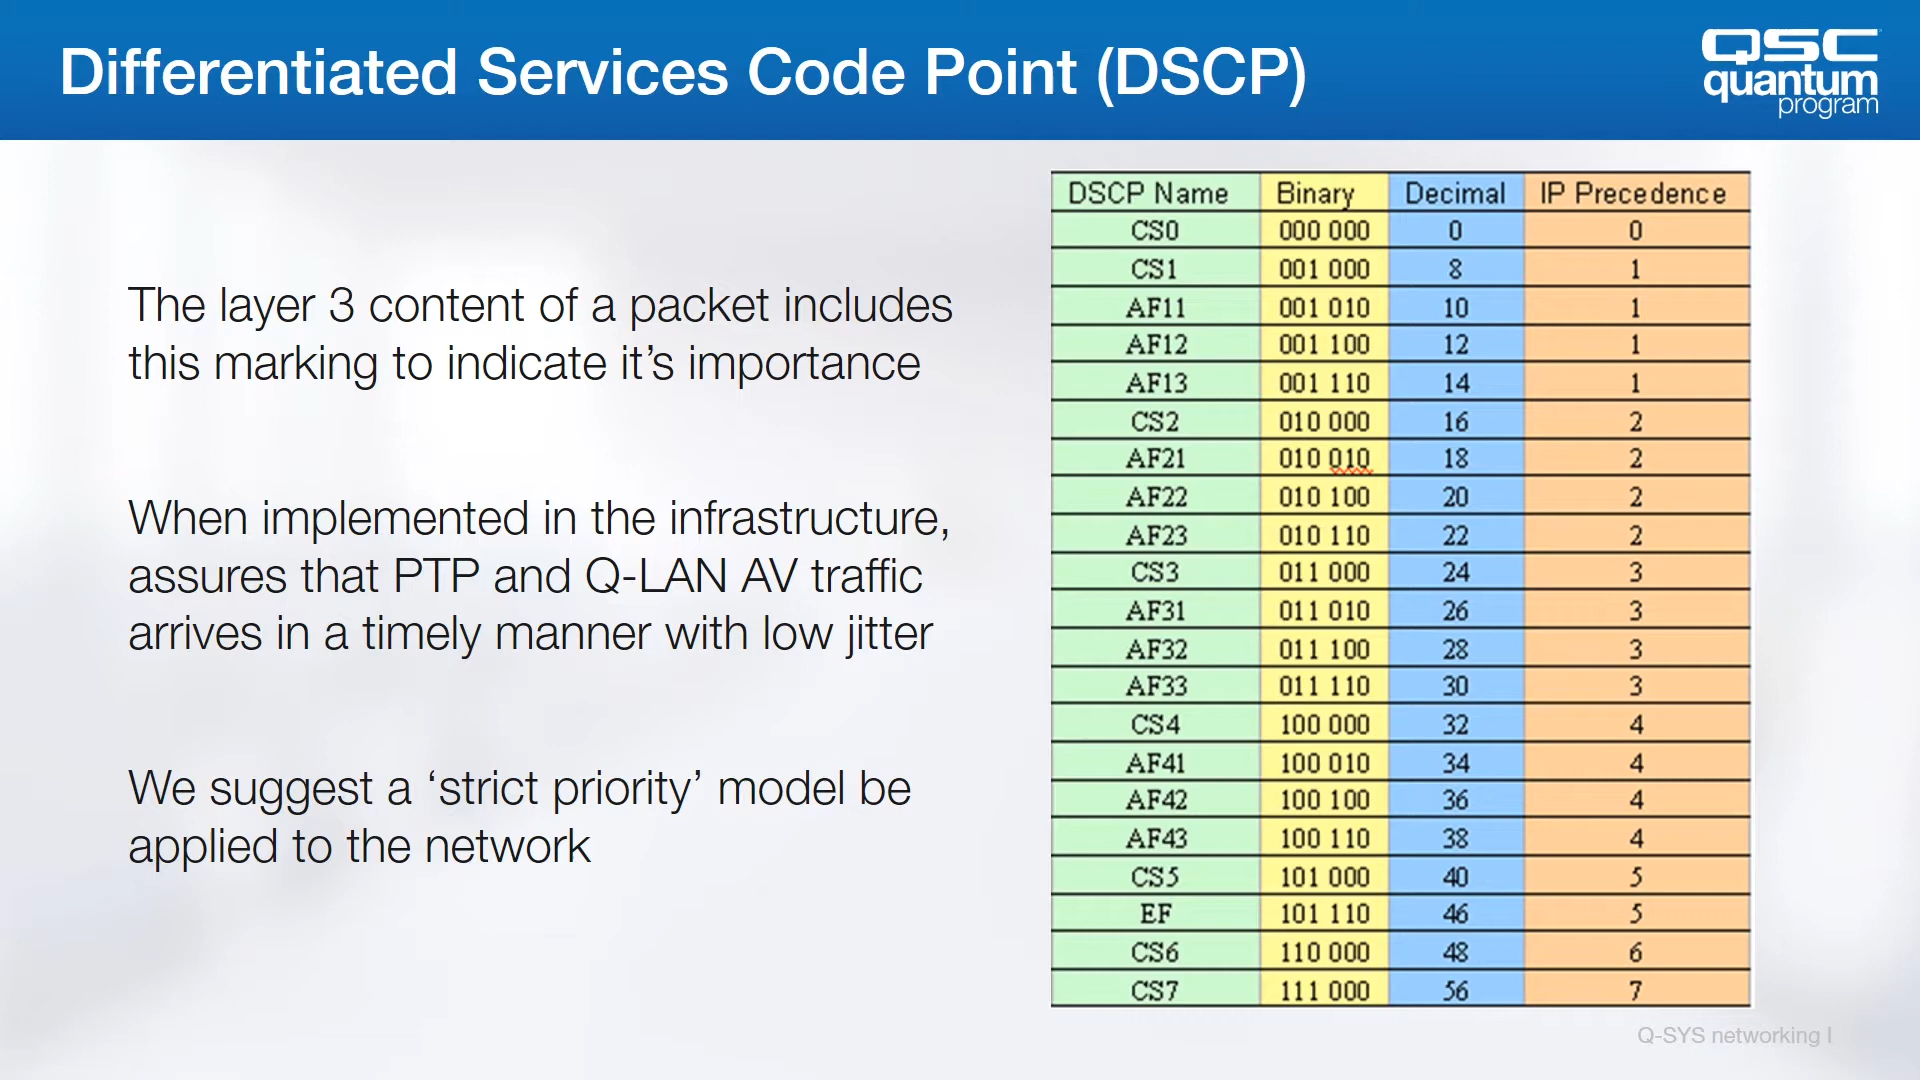 Differentiated Services Code Point (DSCP)
QSC
quantum
program
The layer 3 content of a packet includes
this marking to indicate it’s importance
When implemented in the infrastructure,
assures that PTP and Q-LAN AV traffic
arrives in a timely manner with low jitter
We suggest a ‘strict priority’ model be
applied to the network
DSCP Name Binary Decimal IP Precedence
CS0 000 000 0 0
CS1 001 000 8 1
AF11 001 010 10 1
AF12 001 100 12 1
AF13 001 110 14 1
CS2 010 000 16 2
AF21 010 010 18 2
AF22 010 100 20 2
AF23 010 110 22 2
CS3 011 000 24 3
AF31 011 010 26 3
AF32 011 100 28 3
AF33 011 110 30 3
CS4 100 000 32 4
AF41 100 010 34 4
AF42 100 100 36 4
AF43 100 110 38 4
CS5 101 000 40 5
EF 101 110 46 5
CS6 110 000 48 6
CS7 111 000 56 7
Q-SYS networking I